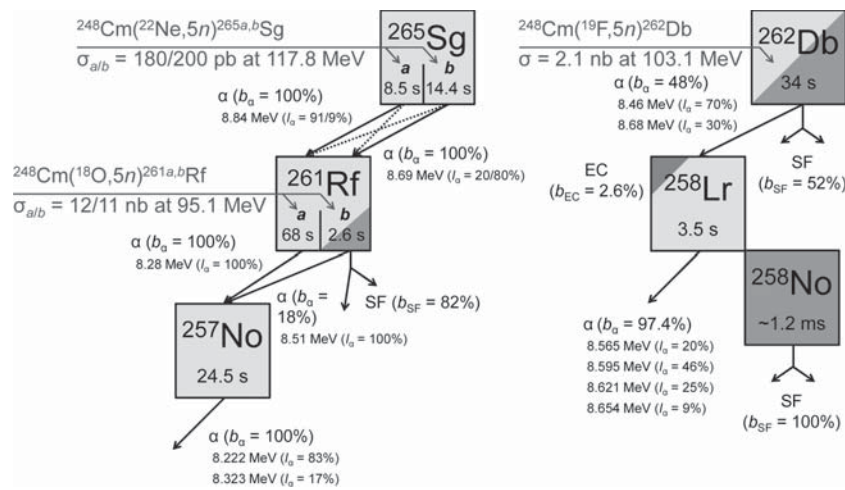 ²⁴⁸Cm(²²Ne,5n)²⁶⁵ᵃ,ᵇSg
σa/b = 180/200 pb at 117.8 MeV
²⁶⁵Sg
a b
8.5 s 14.4 s
α (bα = 100%)
8.84 MeV (Iα = 91/9%)
α (bα = 100%)
8.69 MeV (Iα = 20/80%)
²⁴⁸Cm(¹⁸O,5n)²⁶¹ᵃ,ᵇRf
σa/b = 12/11 nb at 95.1 MeV
²⁶¹Rf
a b
68 s 2.6 s
α (bα = 100%)
8.28 MeV (Iα = 100%)
α (bα =
18%)
8.51 MeV (Iα = 100%)
SF (bSF = 82%)
²⁵⁷No
24.5 s
α (bα = 100%)
8.222 MeV (Iα = 83%)
8.323 MeV (Iα = 17%)
²⁴⁸Cm(¹⁹F,5n)²⁶²Db
σ = 2.1 nb at 103.1 MeV
²⁶²Db
34 s
α (bα = 48%)
8.46 MeV (Iα = 70%)
8.68 MeV (Iα = 30%)
SF
(bSF = 52%)
EC
(bEC = 2.6%)
²⁵⁸Lr
3.5 s
²⁵⁸No
~1.2 ms
α (bα = 97.4%)
8.565 MeV (Iα = 20%)
8.595 MeV (Iα = 46%)
8.621 MeV (Iα = 25%)
8.654 MeV (Iα = 9%)
SF
(bSF = 100%)